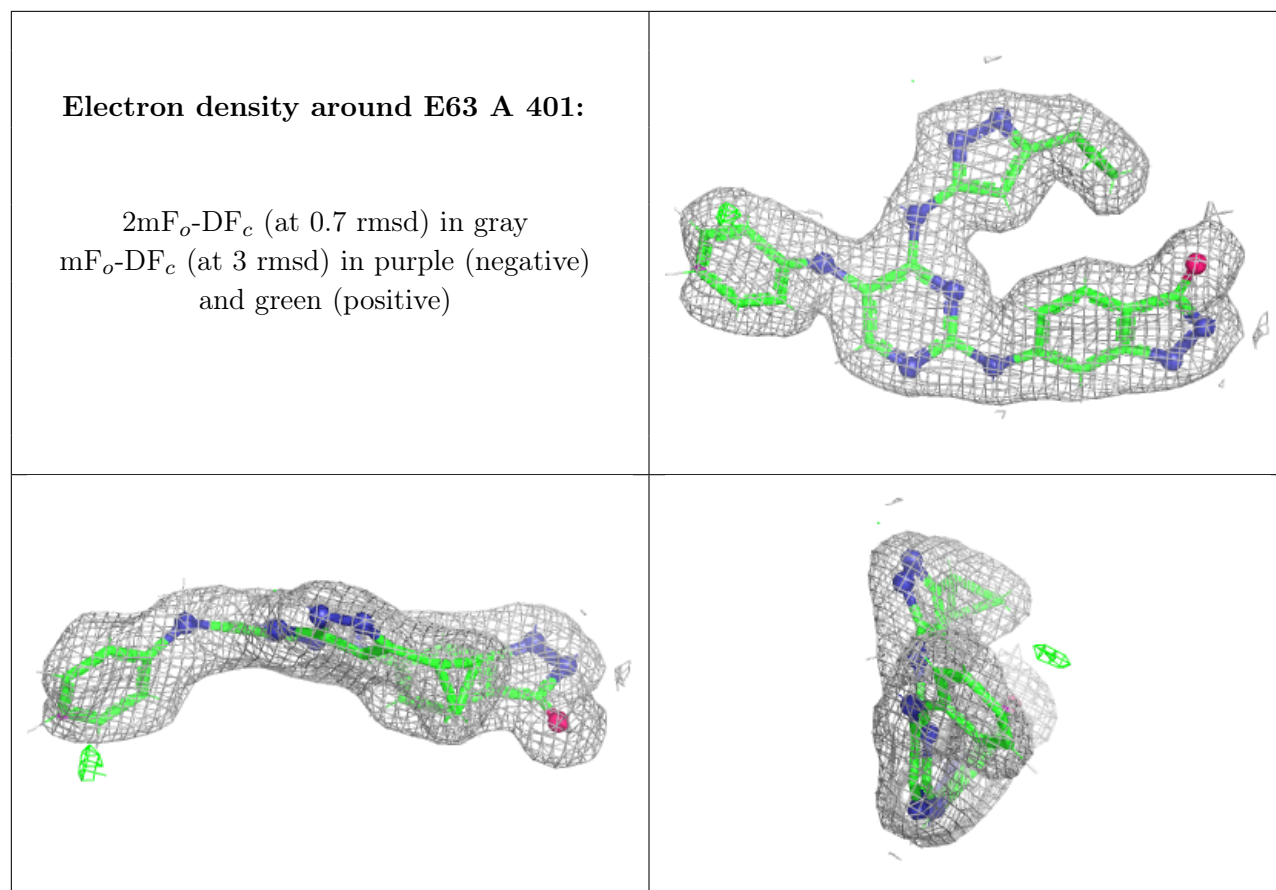 Electron density around E63 A 401:
2mFₒ-DF𝒸 (at 0.7 rmsd) in gray
mFₒ-DF𝒸 (at 3 rmsd) in purple (negative)
and green (positive)